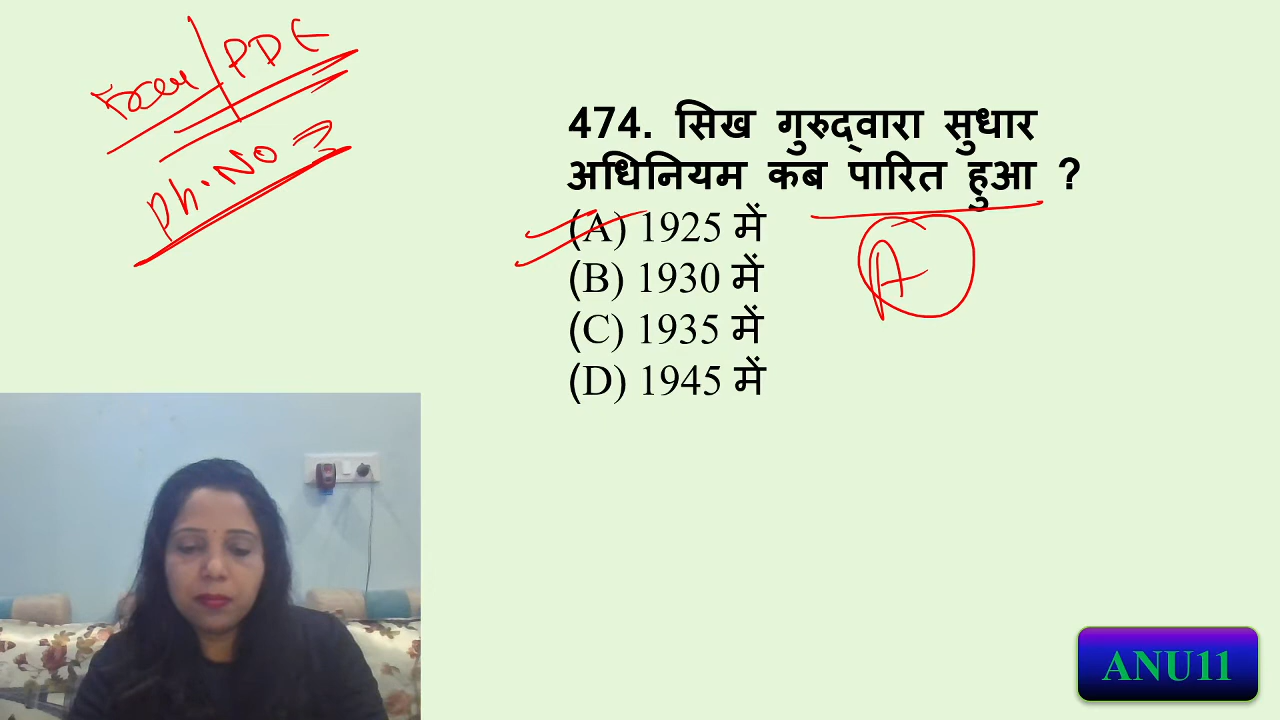 PDF
Ph. No
474. सिख गुरुद्वारा सुधार
अधिनियम कब पारित हुआ ?
(A) 1925 में
(B) 1930 में
(C) 1935 में
(D) 1945 में
A
ANU11